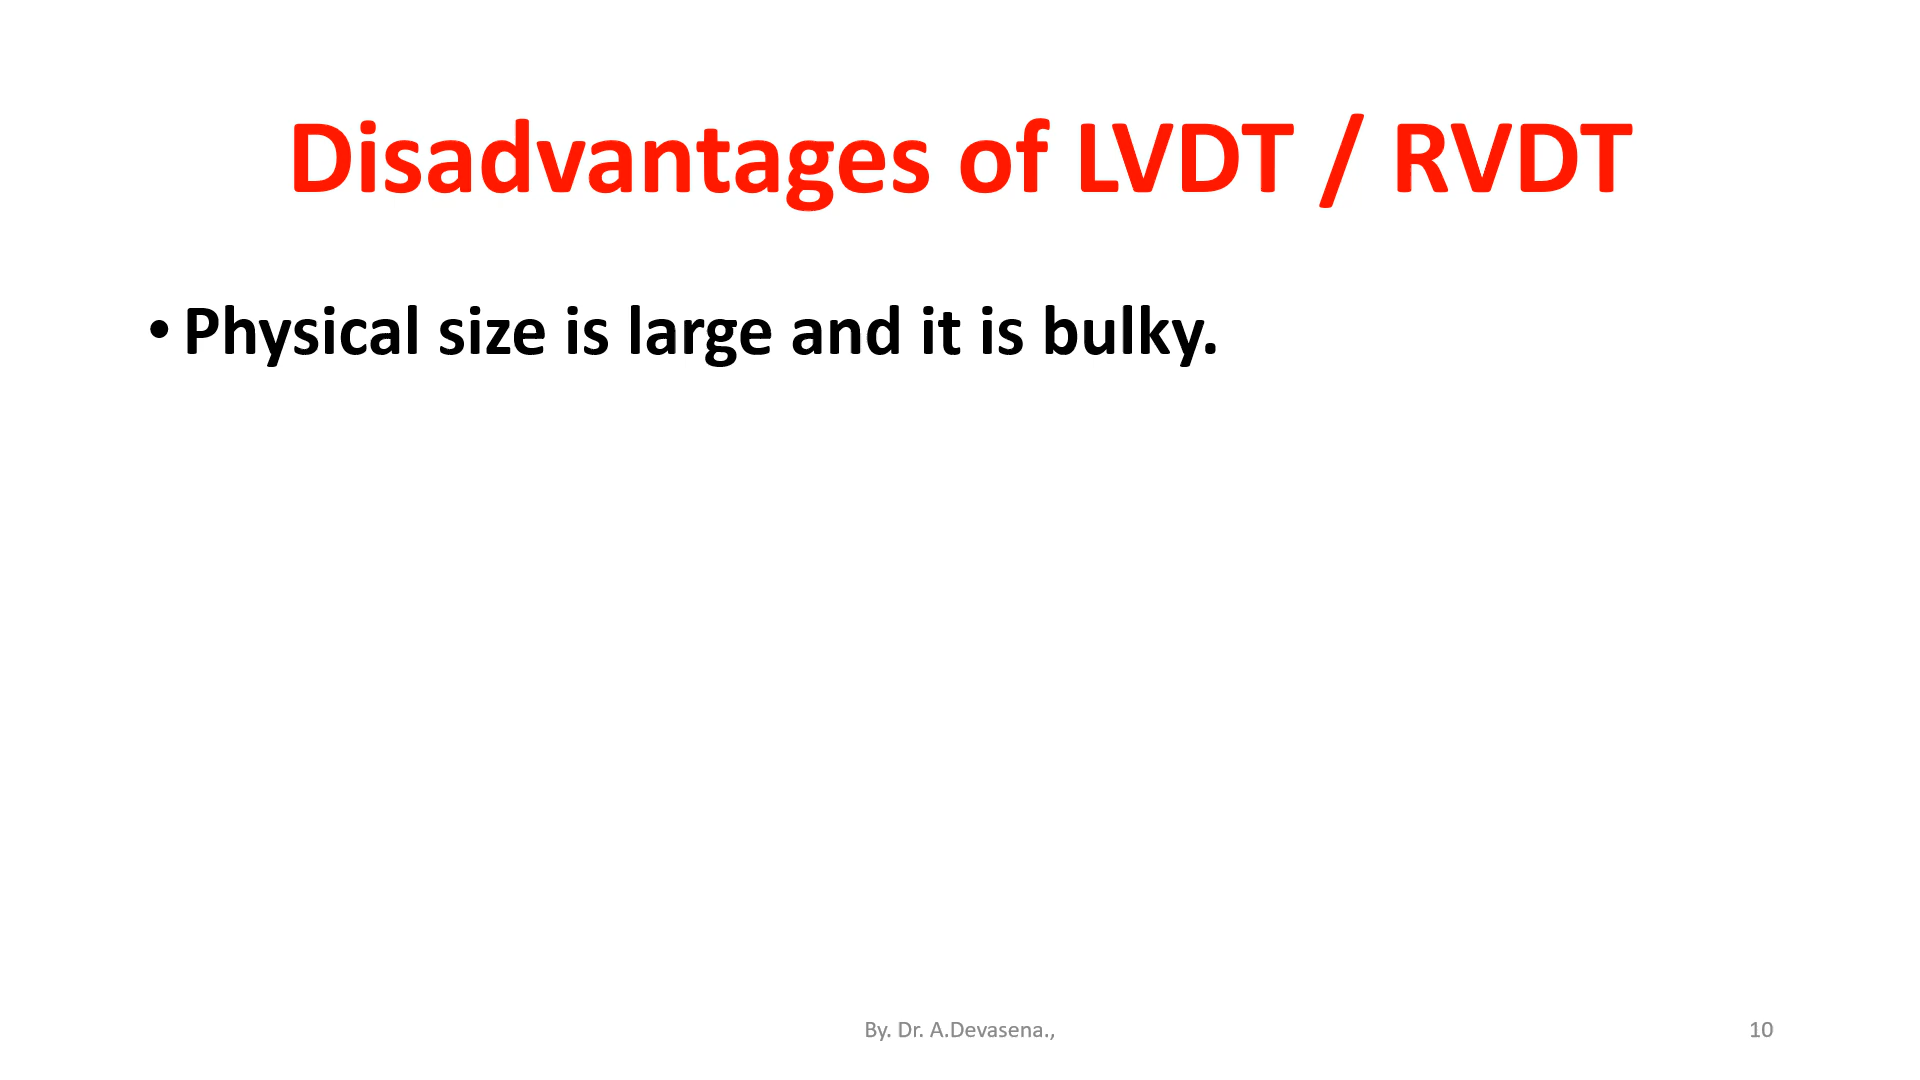 Disadvantages of LVDT / RVDT
• Physical size is large and it is bulky.
By. Dr. A.Devasena.,
10